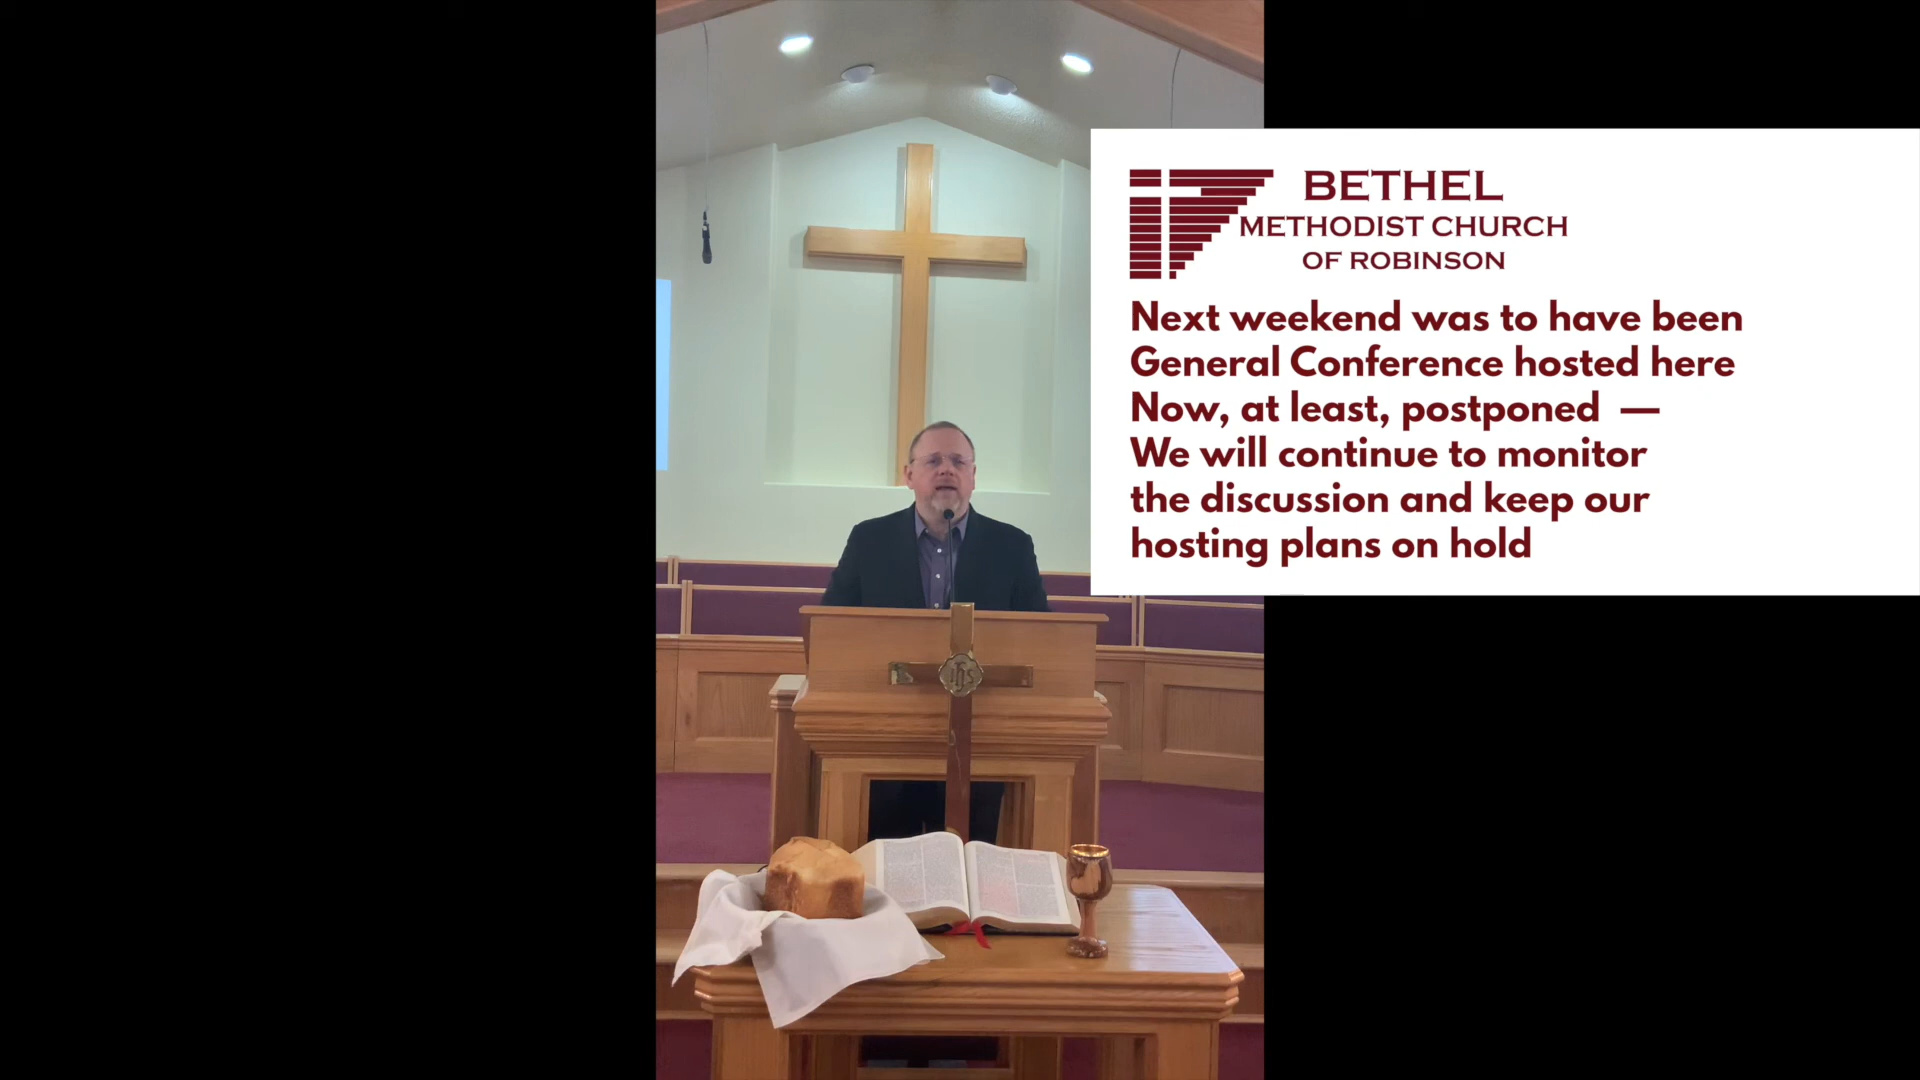 BETHEL
METHODIST CHURCH
OF ROBINSON
Next weekend was to have been
General Conference hosted here
Now, at least, postponed —
We will continue to monitor
the discussion and keep our
hosting plans on hold
IHS